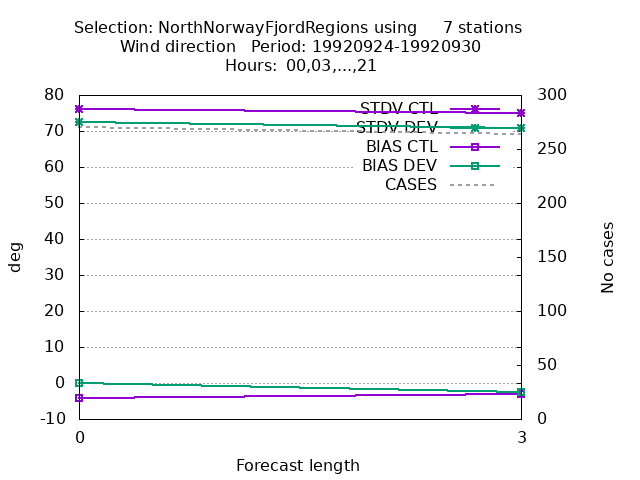 Selection: NorthNorwayFjordRegions using     7 stations
Wind direction   Period: 19920924-19920930
Hours:  00,03,...,21
80
70
60
50
40
30
20
10
0
-10
300
250
200
150
100
50
0
STDV CTL
STDV DEV
BIAS CTL
BIAS DEV
CASES
deg
No cases
0
3
Forecast length